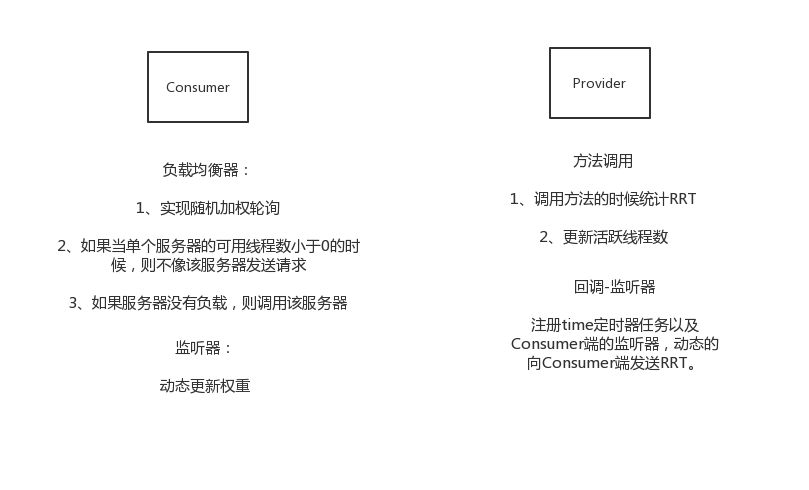 Consumer
负载均衡器：
1、实现随机加权轮询
2、如果当单个服务器的可用线程数小于0的时
候，则不像该服务器发送请求
3、如果服务器没有负载，则调用该服务器
监听器：
动态更新权重
Provider
方法调用
1、调用方法的时候统计RRT
2、更新活跃线程数
回调-监听器
注册time定时器任务以及
Consumer端的监听器，动态的
向Consumer端发送RRT。